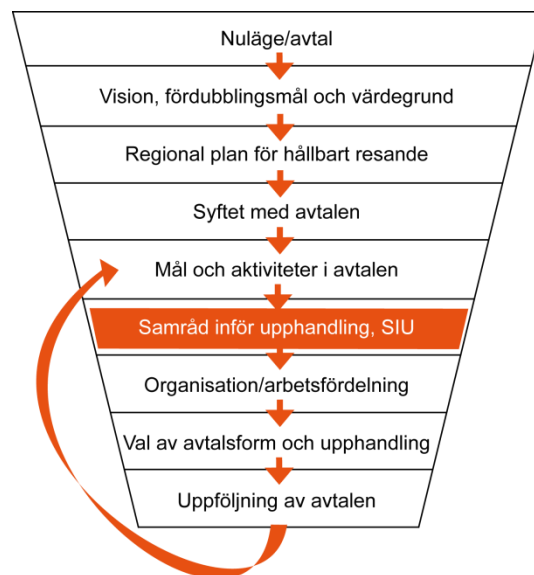 Nuläge/avtal
Vision, fördubblingsmål och värdegrund
Regional plan för hållbart resande
Syftet med avtalen
Mål och aktiviteter i avtalen
Samråd inför upphandling, SIU
Organisation/arbetsfördelning
Val av avtalsform och upphandling
Uppföljning av avtalen